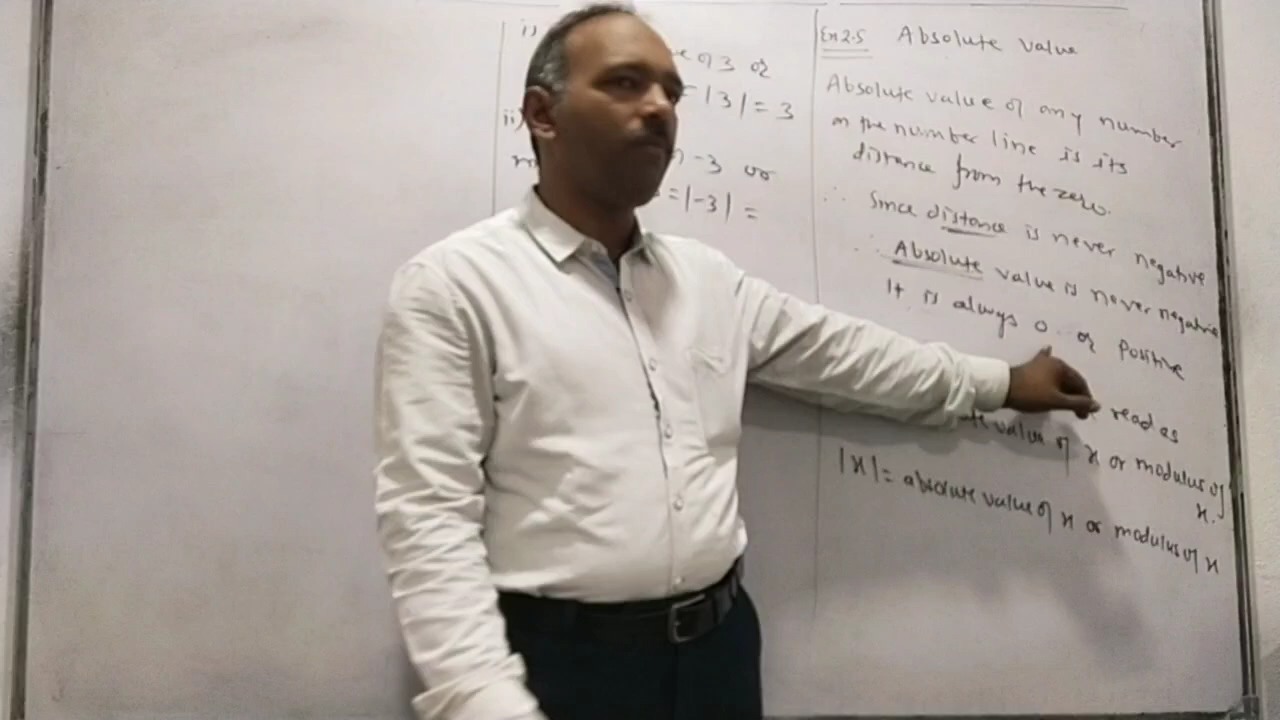 i)
of 3 or
= |3| = 3
ii)
-3 or
= |-3| =
Ex 2.5 Absolute value
Absolute value of any number
on the number line is its
distance from the zero.
∴ Since distance is never negative
∴ Absolute value is never negative
It is always 0 or Positive
read as
value of x or modulus of
x.
|x| = absolute value of x or modulus of x